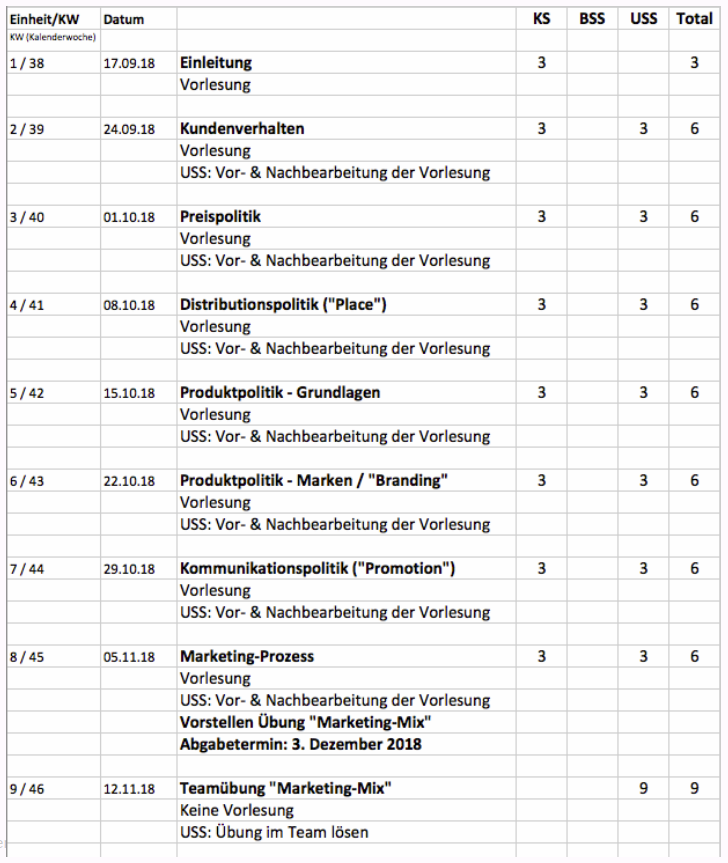 Einheit/KW Datum KS BSS USS Total
KW (Kalenderwoche)
1 / 38 17.09.18 Einleitung 3 3
Vorlesung
2 / 39 24.09.18 Kundenverhalten 3 3 6
Vorlesung
USS: Vor- & Nachbearbeitung der Vorlesung
3 / 40 01.10.18 Preispolitik 3 3 6
Vorlesung
USS: Vor- & Nachbearbeitung der Vorlesung
4 / 41 08.10.18 Distributionspolitik ("Place") 3 3 6
Vorlesung
USS: Vor- & Nachbearbeitung der Vorlesung
5 / 42 15.10.18 Produktpolitik - Grundlagen 3 3 6
Vorlesung
USS: Vor- & Nachbearbeitung der Vorlesung
6 / 43 22.10.18 Produktpolitik - Marken / "Branding" 3 3 6
Vorlesung
USS: Vor- & Nachbearbeitung der Vorlesung
7 / 44 29.10.18 Kommunikationspolitik ("Promotion") 3 3 6
Vorlesung
USS: Vor- & Nachbearbeitung der Vorlesung
8 / 45 05.11.18 Marketing-Prozess 3 3 6
Vorlesung
USS: Vor- & Nachbearbeitung der Vorlesung
Vorstellen Übung "Marketing-Mix"
Abgabetermin: 3. Dezember 2018
9 / 46 12.11.18 Teamübung "Marketing-Mix" 9 9
Keine Vorlesung
USS: Übung im Team lösen